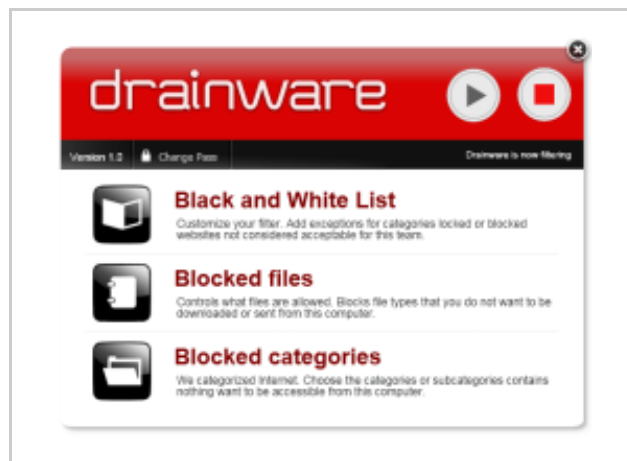 drainware
Version 1.0 Change Pass Drainware is now filtering
Black and White List
Customize your filter. Add exceptions for categories locked or blocked
websites not considered acceptable for this team.
Blocked files
Controls what files are allowed. Blocks file types that you do not want to be
downloaded or sent from this computer.
Blocked categories
We categorized Internet. Choose the categories or subcategories contains
nothing want to be accessible from this computer.